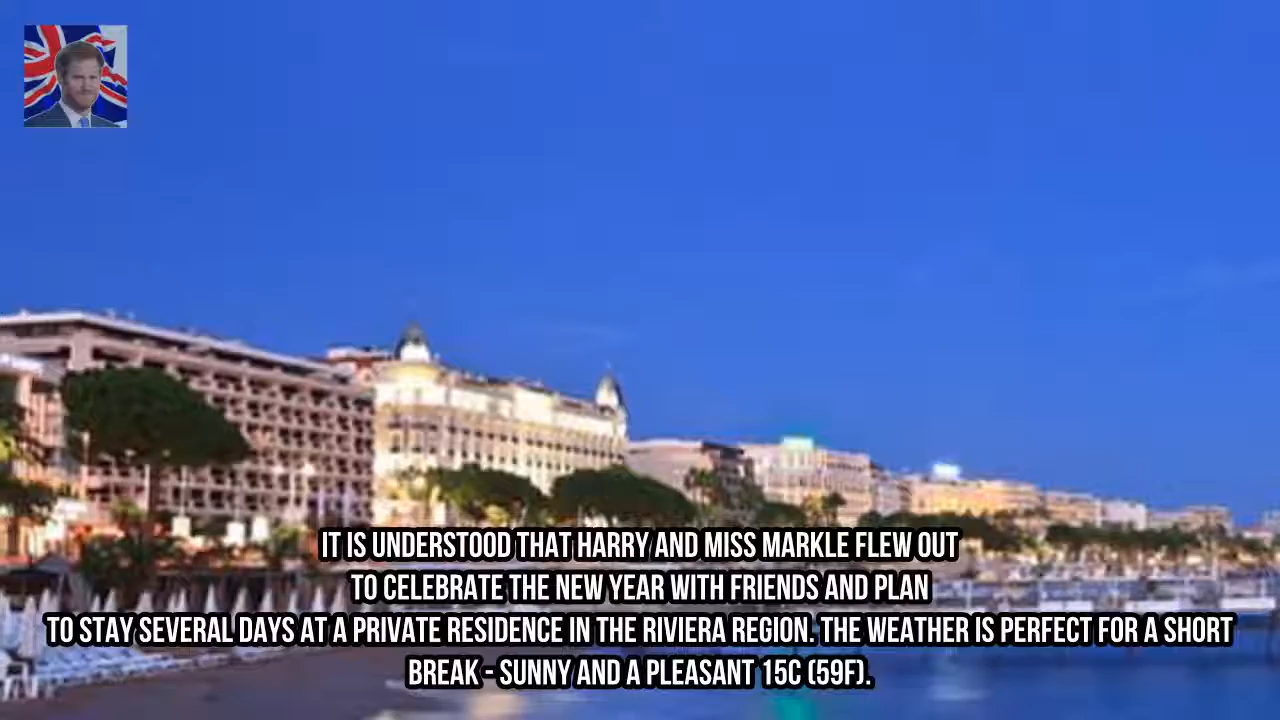 IT IS UNDERSTOOD THAT HARRY AND MISS MARKLE FLEW OUT
TO CELEBRATE THE NEW YEAR WITH FRIENDS AND PLAN
TO STAY SEVERAL DAYS AT A PRIVATE RESIDENCE IN THE RIVIERA REGION. THE WEATHER IS PERFECT FOR A SHORT
BREAK - SUNNY AND A PLEASANT 15C (59F).